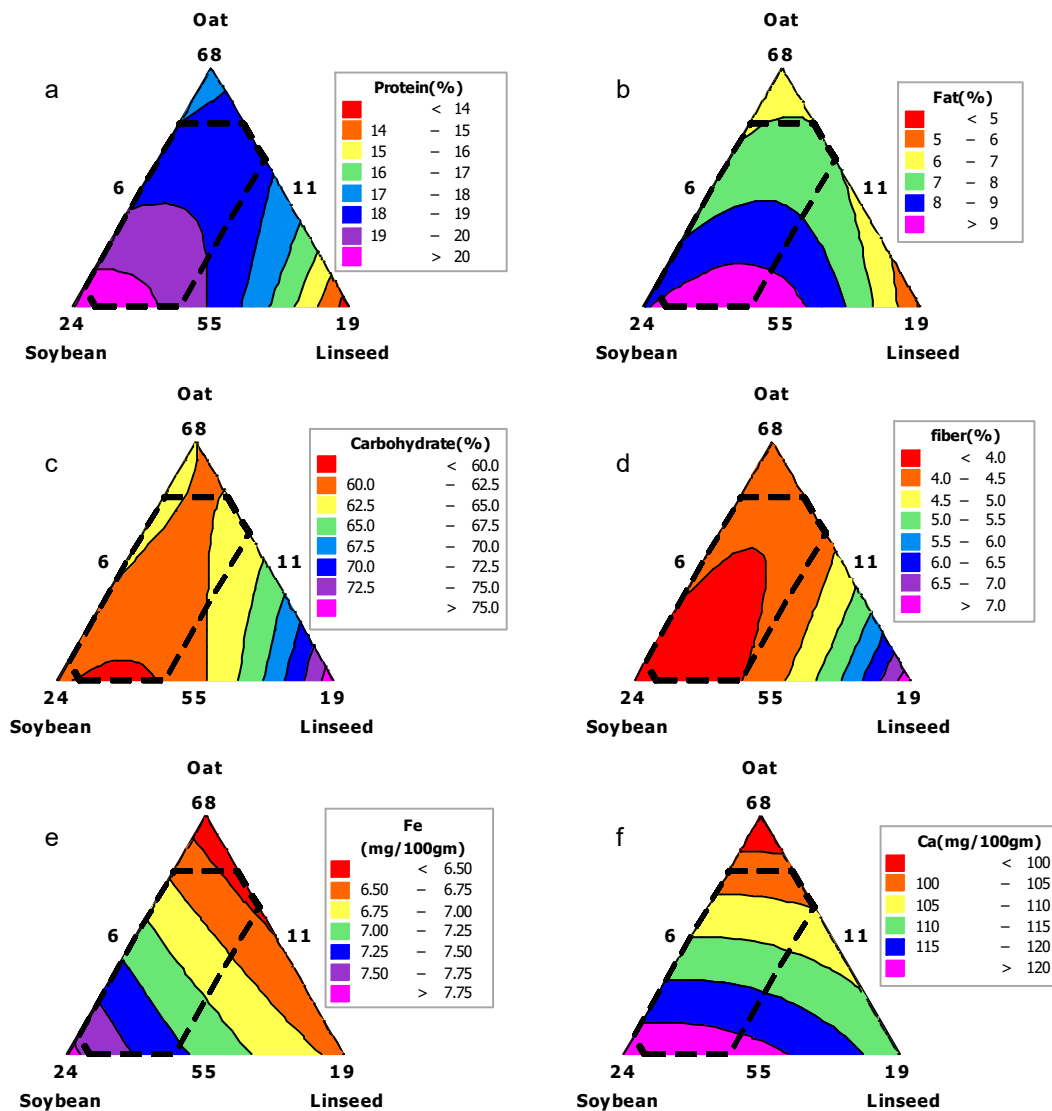 Oat
68
a
Protein(%)
< 14
14 – 15
15 – 16
16 – 17
17 – 18
18 – 19
19 – 20
> 20
6
11
24
55
19
Soybean
Linseed
Oat
68
b
Fat(%)
< 5
5 – 6
6 – 7
7 – 8
8 – 9
> 9
6
11
24
55
19
Soybean
Linseed
Oat
68
c
Carbohydrate(%)
< 60.0
60.0 – 62.5
62.5 – 65.0
65.0 – 67.5
67.5 – 70.0
70.0 – 72.5
72.5 – 75.0
> 75.0
6
11
24
55
19
Soybean
Linseed
Oat
68
d
fiber(%)
< 4.0
4.0 – 4.5
4.5 – 5.0
5.0 – 5.5
5.5 – 6.0
6.0 – 6.5
6.5 – 7.0
> 7.0
6
11
24
55
19
Soybean
Linseed
Oat
68
e
Fe
(mg/100gm)
< 6.50
6.50 – 6.75
6.75 – 7.00
7.00 – 7.25
7.25 – 7.50
7.50 – 7.75
> 7.75
6
11
24
55
19
Soybean
Linseed
Oat
68
f
Ca(mg/100gm)
< 100
100 – 105
105 – 110
110 – 115
115 – 120
> 120
6
11
24
55
19
Soybean
Linseed